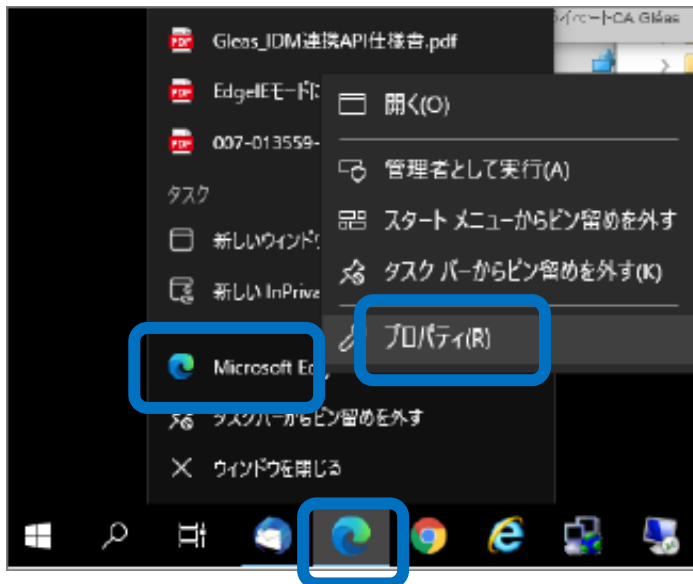 イベートCA Gléas
Gleas_IDM連携API仕様書.pdf
EdgeIEモードに
007-013559-
タスク
新しいウィンドウ
新しい InPriva
Microsoft Ed
タスクバーからピン留めを外す
ウィンドウを閉じる
開く(O)
管理者として実行(A)
スタート メニューからピン留めを外す
タスク バーからピン留めを外す(K)
プロパティ(R)